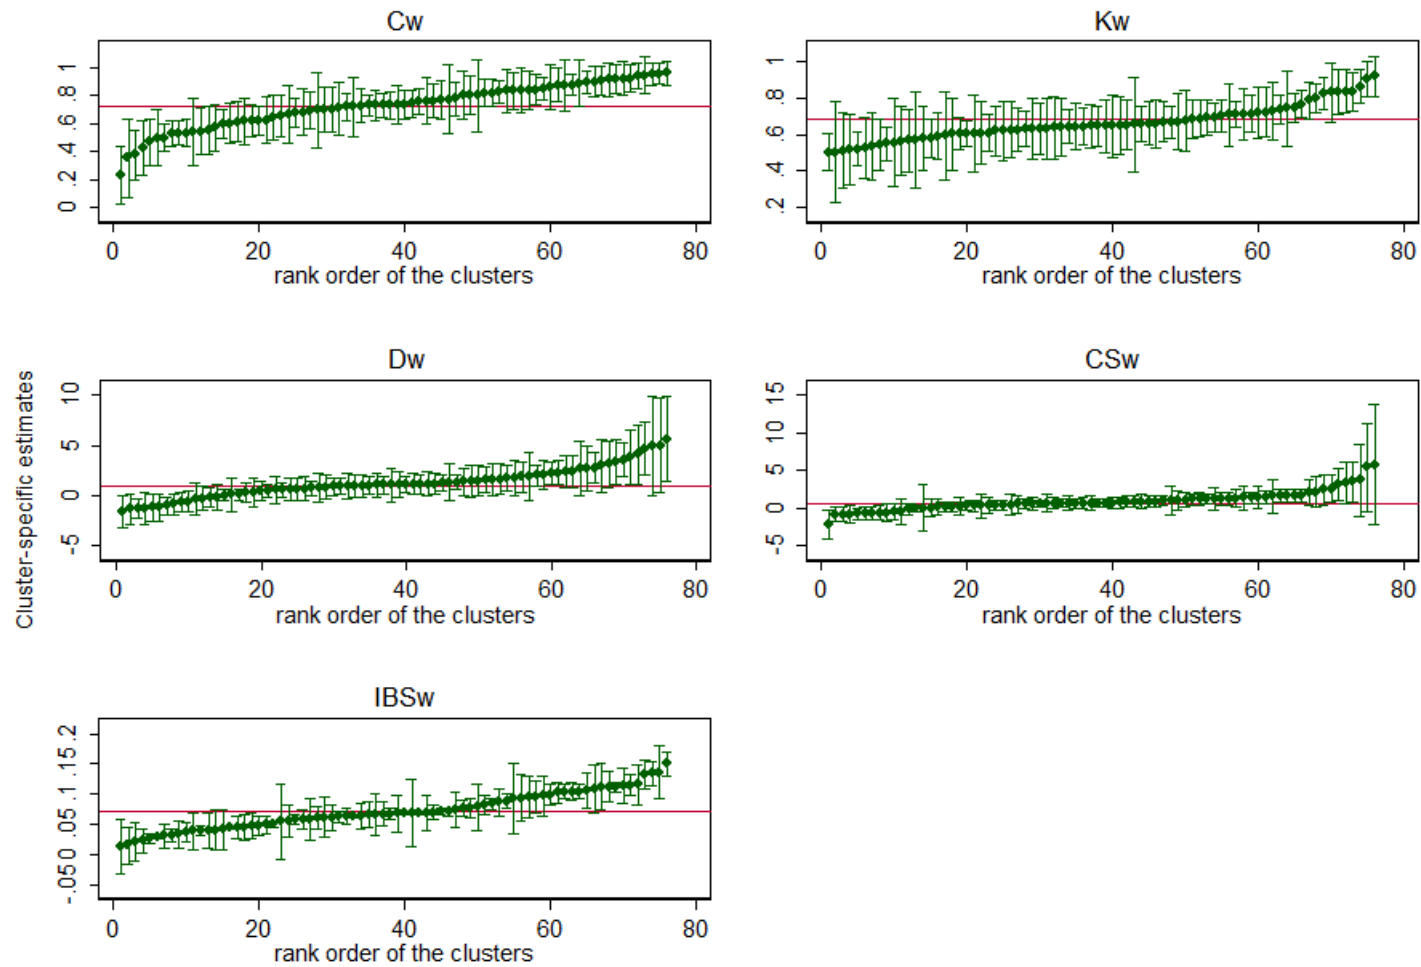 Cw
1
.8
.6
.4
.2
0
0 20 40 60 80
rank order of the clusters
Kw
1
.8
.6
.4
.2
0 20 40 60 80
rank order of the clusters
Cluster-specific estimates
Dw
10
5
0
-5
0 20 40 60 80
rank order of the clusters
CSw
15
10
5
0
-5
0 20 40 60 80
rank order of the clusters
IBSw
.2
.15
.1
.05
0
-.05
0 20 40 60 80
rank order of the clusters